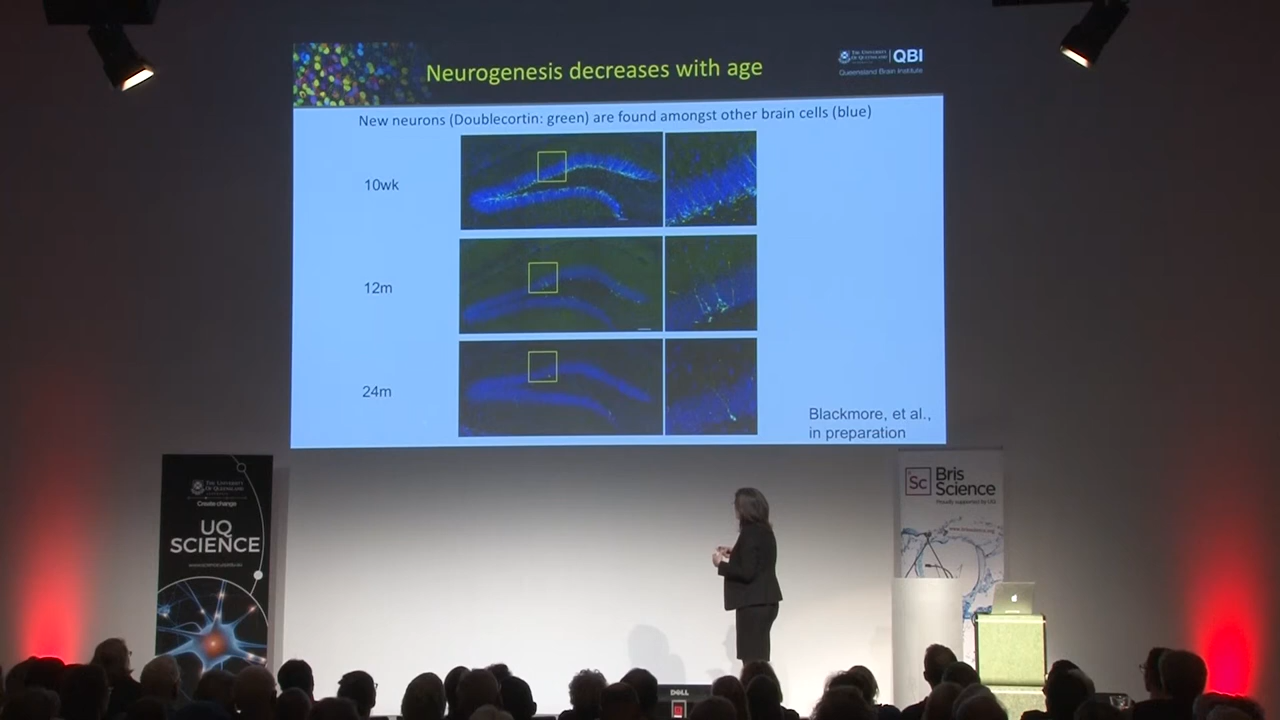 Neurogenesis decreases with age
THE UNIVERSITY
OF QUEENSLAND
QBI
Queensland Brain Institute
New neurons (Doublecortin: green) are found amongst other brain cells (blue)
10wk
12m
24m
Blackmore, et al.,
in preparation
THE UNIVERSITY
OF QUEENSLAND
Create change
UQ
SCIENCE
Sc
Bris
Science
Proudly supported by UQ
DELL